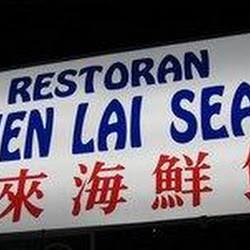 RESTORAN
EN LAI SEA
來海鮮